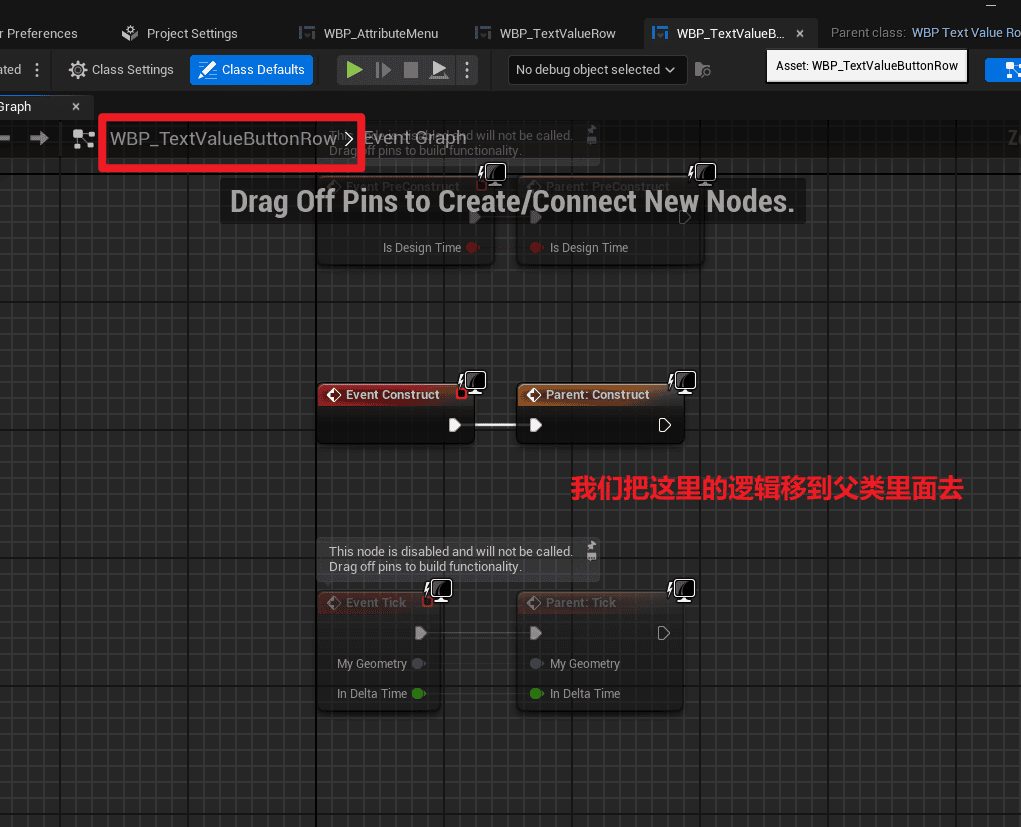 r Preferences
Project Settings
WBP_AttributeMenu
WBP_TextValueRow
WBP_TextValueB...
Parent class:
WBP Text Value Ro
ated
Class Settings
Class Defaults
No debug object selected
Asset: WBP_TextValueButtonRow
Graph
WBP_TextValueButtonRow
Event Graph
This node is disabled and will not be called.
Drag off pins to build functionality.
Event PreConstruct
Parent: PreConstruct
Drag Off Pins to Create/Connect New Nodes.
Is Design Time
Is Design Time
Event Construct
Parent: Construct
我们把这里的逻辑移到父类里面去
This node is disabled and will not be called.
Drag off pins to build functionality.
Event Tick
Parent: Tick
My Geometry
My Geometry
In Delta Time
In Delta Time